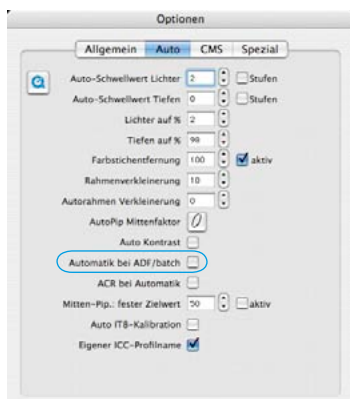 Optionen
Allgemein Auto CMS Spezial
Auto-Schwellwert Lichter 2 Stufen
Auto-Schwellwert Tiefen 0 Stufen
Lichter auf % 2
Tiefen auf % 98
Farbstichentfernung 100 aktiv
Rahmenverkleinerung 10
Autorahmen Verkleinerung 0
AutoPip Mittenfaktor
Auto Kontrast
Automatik bei ADF/batch
ACR bei Automatik
Mitten-Pip.: fester Zielwert 50 aktiv
Auto IT8-Kalibration
Eigener ICC-Profilname